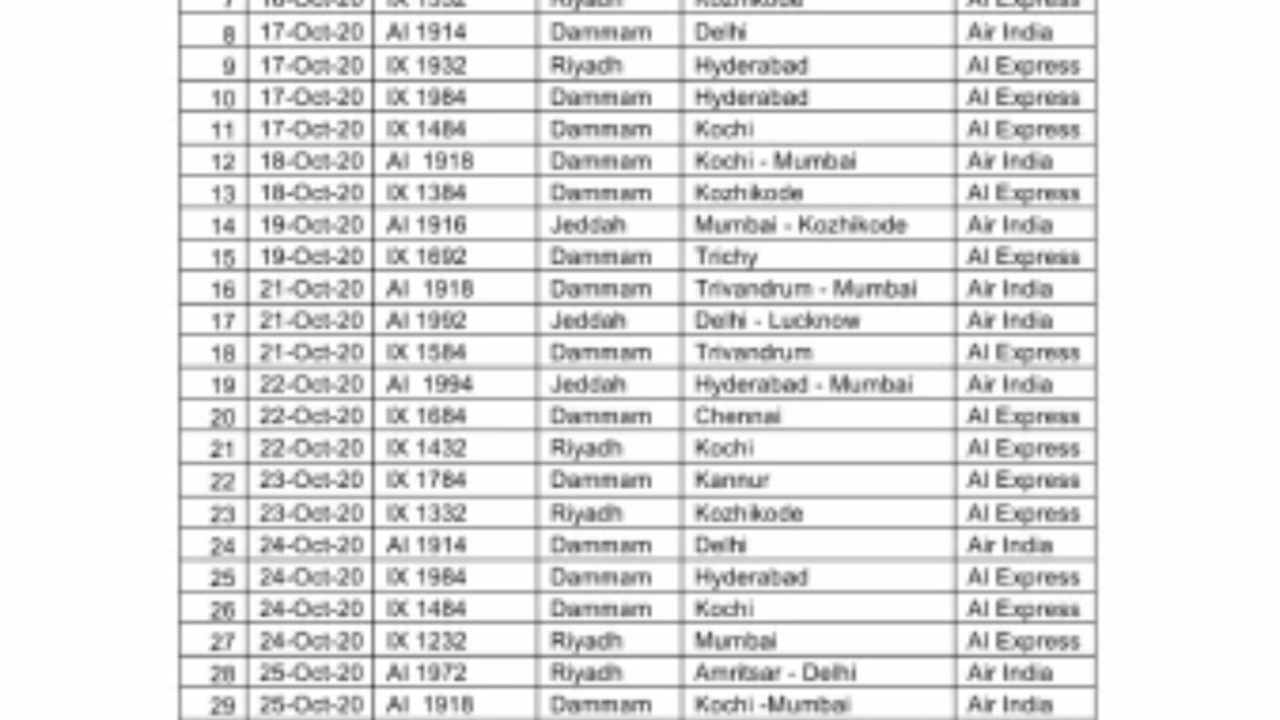 7 16-Oct-20 IX 1332 Riyadh Kozhikode AI Express
8 17-Oct-20 AI 1914 Dammam Delhi Air India
9 17-Oct-20 IX 1932 Riyadh Hyderabad AI Express
10 17-Oct-20 IX 1984 Dammam Hyderabad AI Express
11 17-Oct-20 IX 1484 Dammam Kochi AI Express
12 18-Oct-20 AI 1918 Dammam Kochi - Mumbai Air India
13 18-Oct-20 IX 1384 Dammam Kozhikode AI Express
14 19-Oct-20 AI 1916 Jeddah Mumbai - Kozhikode Air India
15 19-Oct-20 IX 1692 Dammam Trichy AI Express
16 21-Oct-20 AI 1918 Dammam Trivandrum - Mumbai Air India
17 21-Oct-20 AI 1992 Jeddah Delhi - Lucknow Air India
18 21-Oct-20 IX 1584 Dammam Trivandrum AI Express
19 22-Oct-20 AI 1994 Jeddah Hyderabad - Mumbai Air India
20 22-Oct-20 IX 1684 Dammam Chennai AI Express
21 22-Oct-20 IX 1432 Riyadh Kochi AI Express
22 23-Oct-20 IX 1784 Dammam Kannur AI Express
23 23-Oct-20 IX 1332 Riyadh Kozhikode AI Express
24 24-Oct-20 AI 1914 Dammam Delhi Air India
25 24-Oct-20 IX 1984 Dammam Hyderabad AI Express
26 24-Oct-20 IX 1484 Dammam Kochi AI Express
27 24-Oct-20 IX 1232 Riyadh Mumbai AI Express
28 25-Oct-20 AI 1972 Riyadh Amritsar - Delhi Air India
29 25-Oct-20 AI 1918 Dammam Kochi -Mumbai Air India